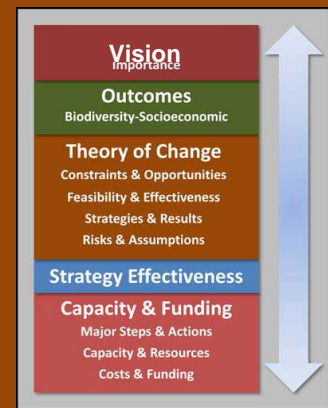 Vision
Importance
Outcomes
Biodiversity-Socioeconomic
Theory of Change
Constraints & Opportunities
Feasibility & Effectiveness
Strategies & Results
Risks & Assumptions
Strategy Effectiveness
Capacity & Funding
Major Steps & Actions
Capacity & Resources
Costs & Funding